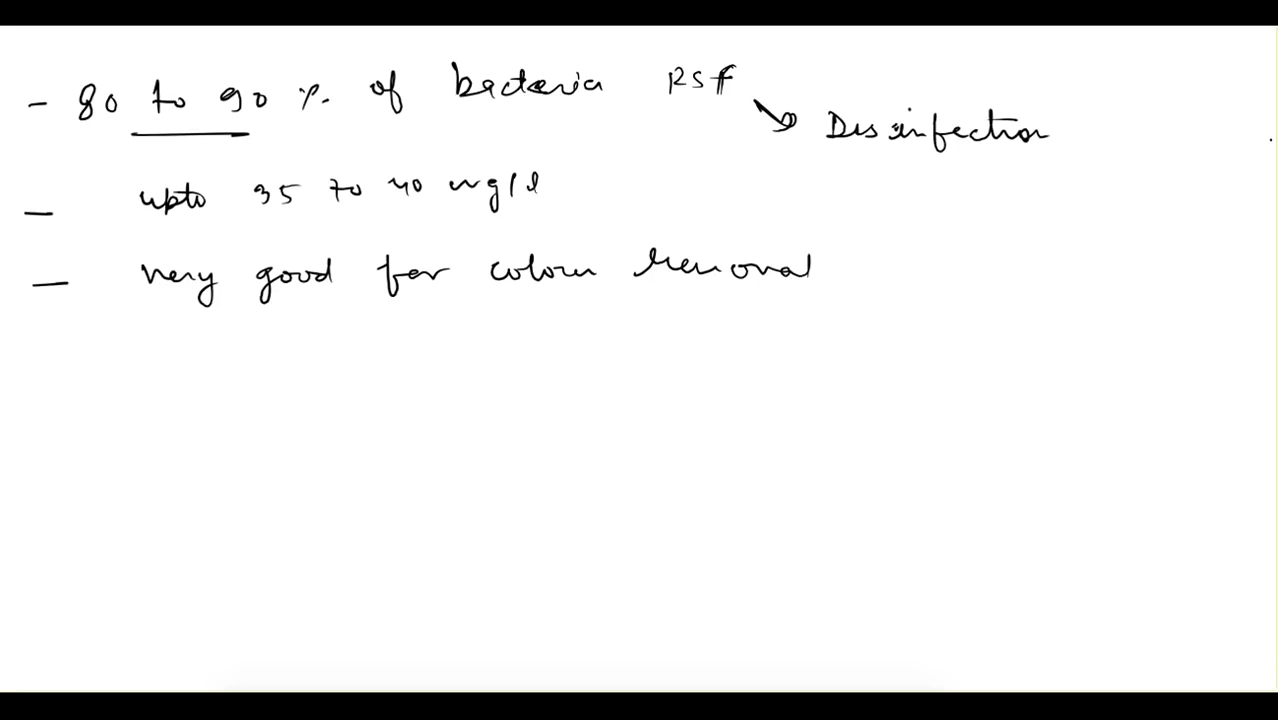 - 80 to 90 %. of bacteria RSF
↘ Disinfection
- upto 35 to 40 mg/l
- very good for colour removal